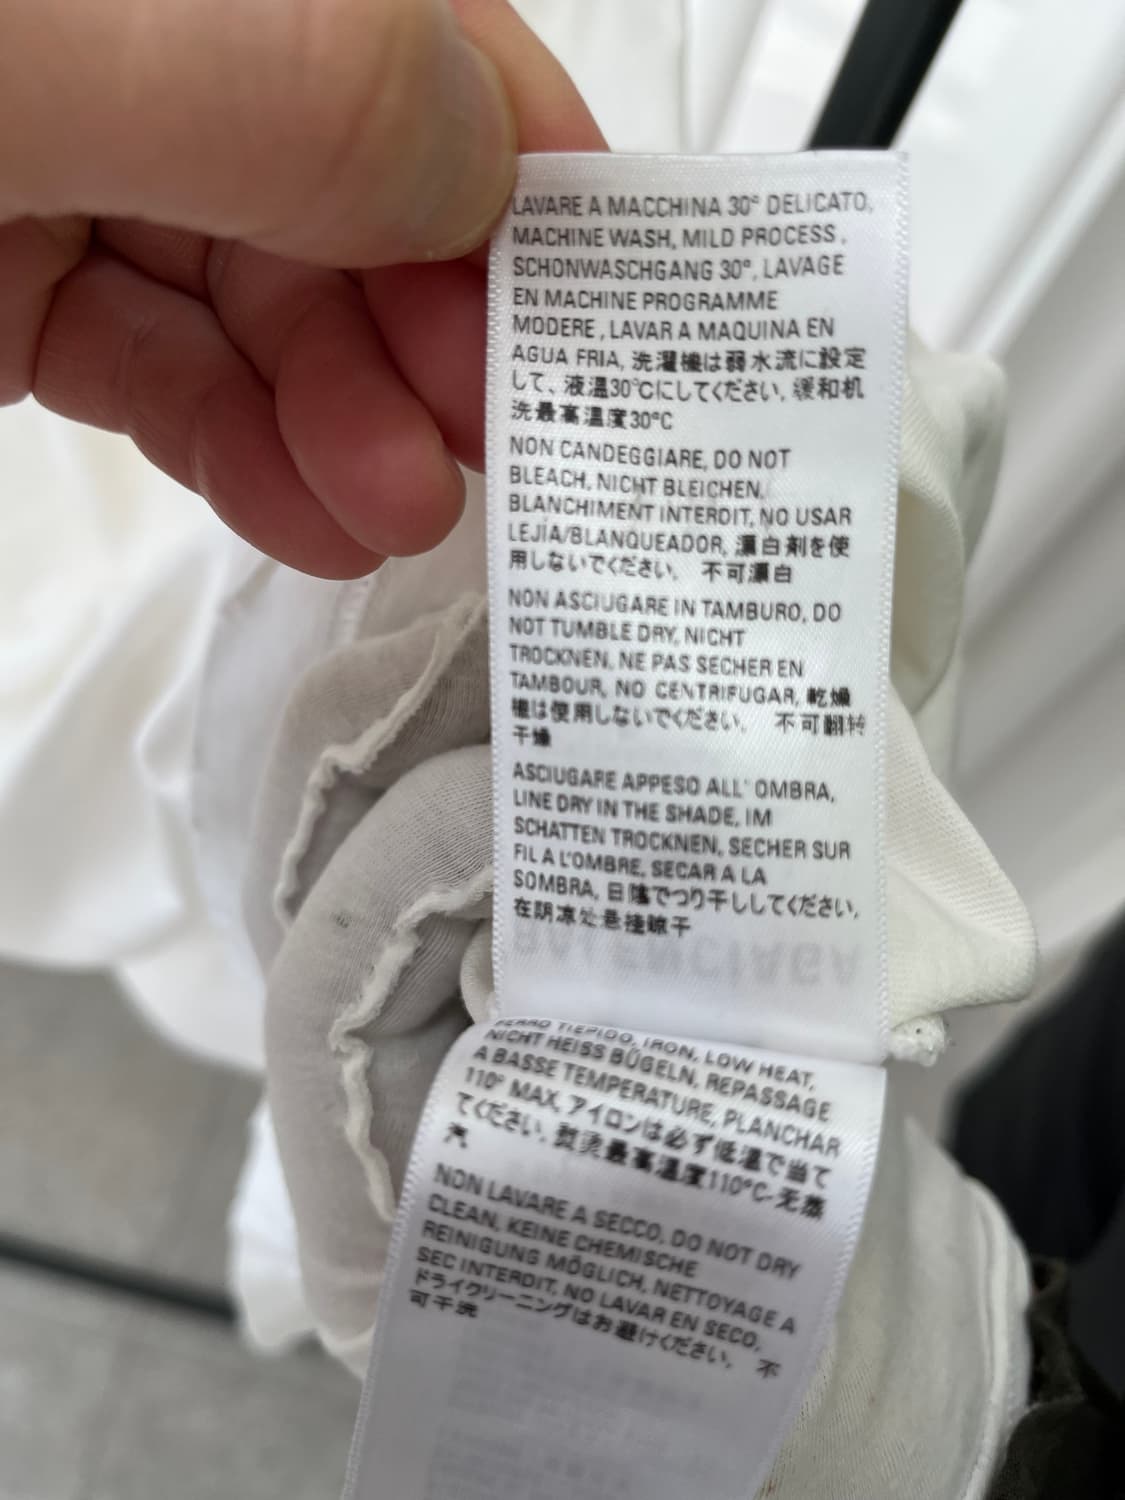 LAVARE A MACCHINA 30° DELICATO,
MACHINE WASH, MILD PROCESS,
SCHONWASCHGANG 30°, LAVAGE
EN MACHINE PROGRAMME
MODERE, LAVAR A MAQUINA EN
AGUA FRIA, 洗濯機は弱水流に設定
して、液温30℃にしてください, 缓和机
洗最高温度30°C
NON CANDEGGIARE, DO NOT
BLEACH, NICHT BLEICHEN,
BLANCHIMENT INTERDIT, NO USAR
LEJÍA/BLANQUEADOR, 漂白剤を使
用しないでください, 不可漂白
NON ASCIUGARE IN TAMBURO, DO
NOT TUMBLE DRY, NICHT
TROCKNEN, NE PAS SECHER EN
TAMBOUR, NO CENTRIFUGAR, 乾燥
機は使用しないでください, 不可翻转
干燥
ASCIUGARE APPESO ALL' OMBRA,
LINE DRY IN THE SHADE, IM
SCHATTEN TROCKNEN, SECHER SUR
FIL A L'OMBRE, SECAR A LA
SOMBRA, 日陰でつり干ししてください,
在阴凉处悬挂晾干
BALENCIAGA
FERRO TIEPIDO, IRON, LOW HEAT,
NICHT HEISS BÜGELN, REPASSAGE
A BASSE TEMPERATURE, PLANCHAR
110° MAX, アイロンは必ず低温で当て
てください, 熨烫最高温度110°C-无蒸
汽
NON LAVARE A SECCO, DO NOT DRY
CLEAN, KEINE CHEMISCHE
REINIGUNG MÖGLICH, NETTOYAGE A
SEC INTERDIT, NO LAVAR EN SECO,
ドライクリーニングはお避けください, 不
可干洗